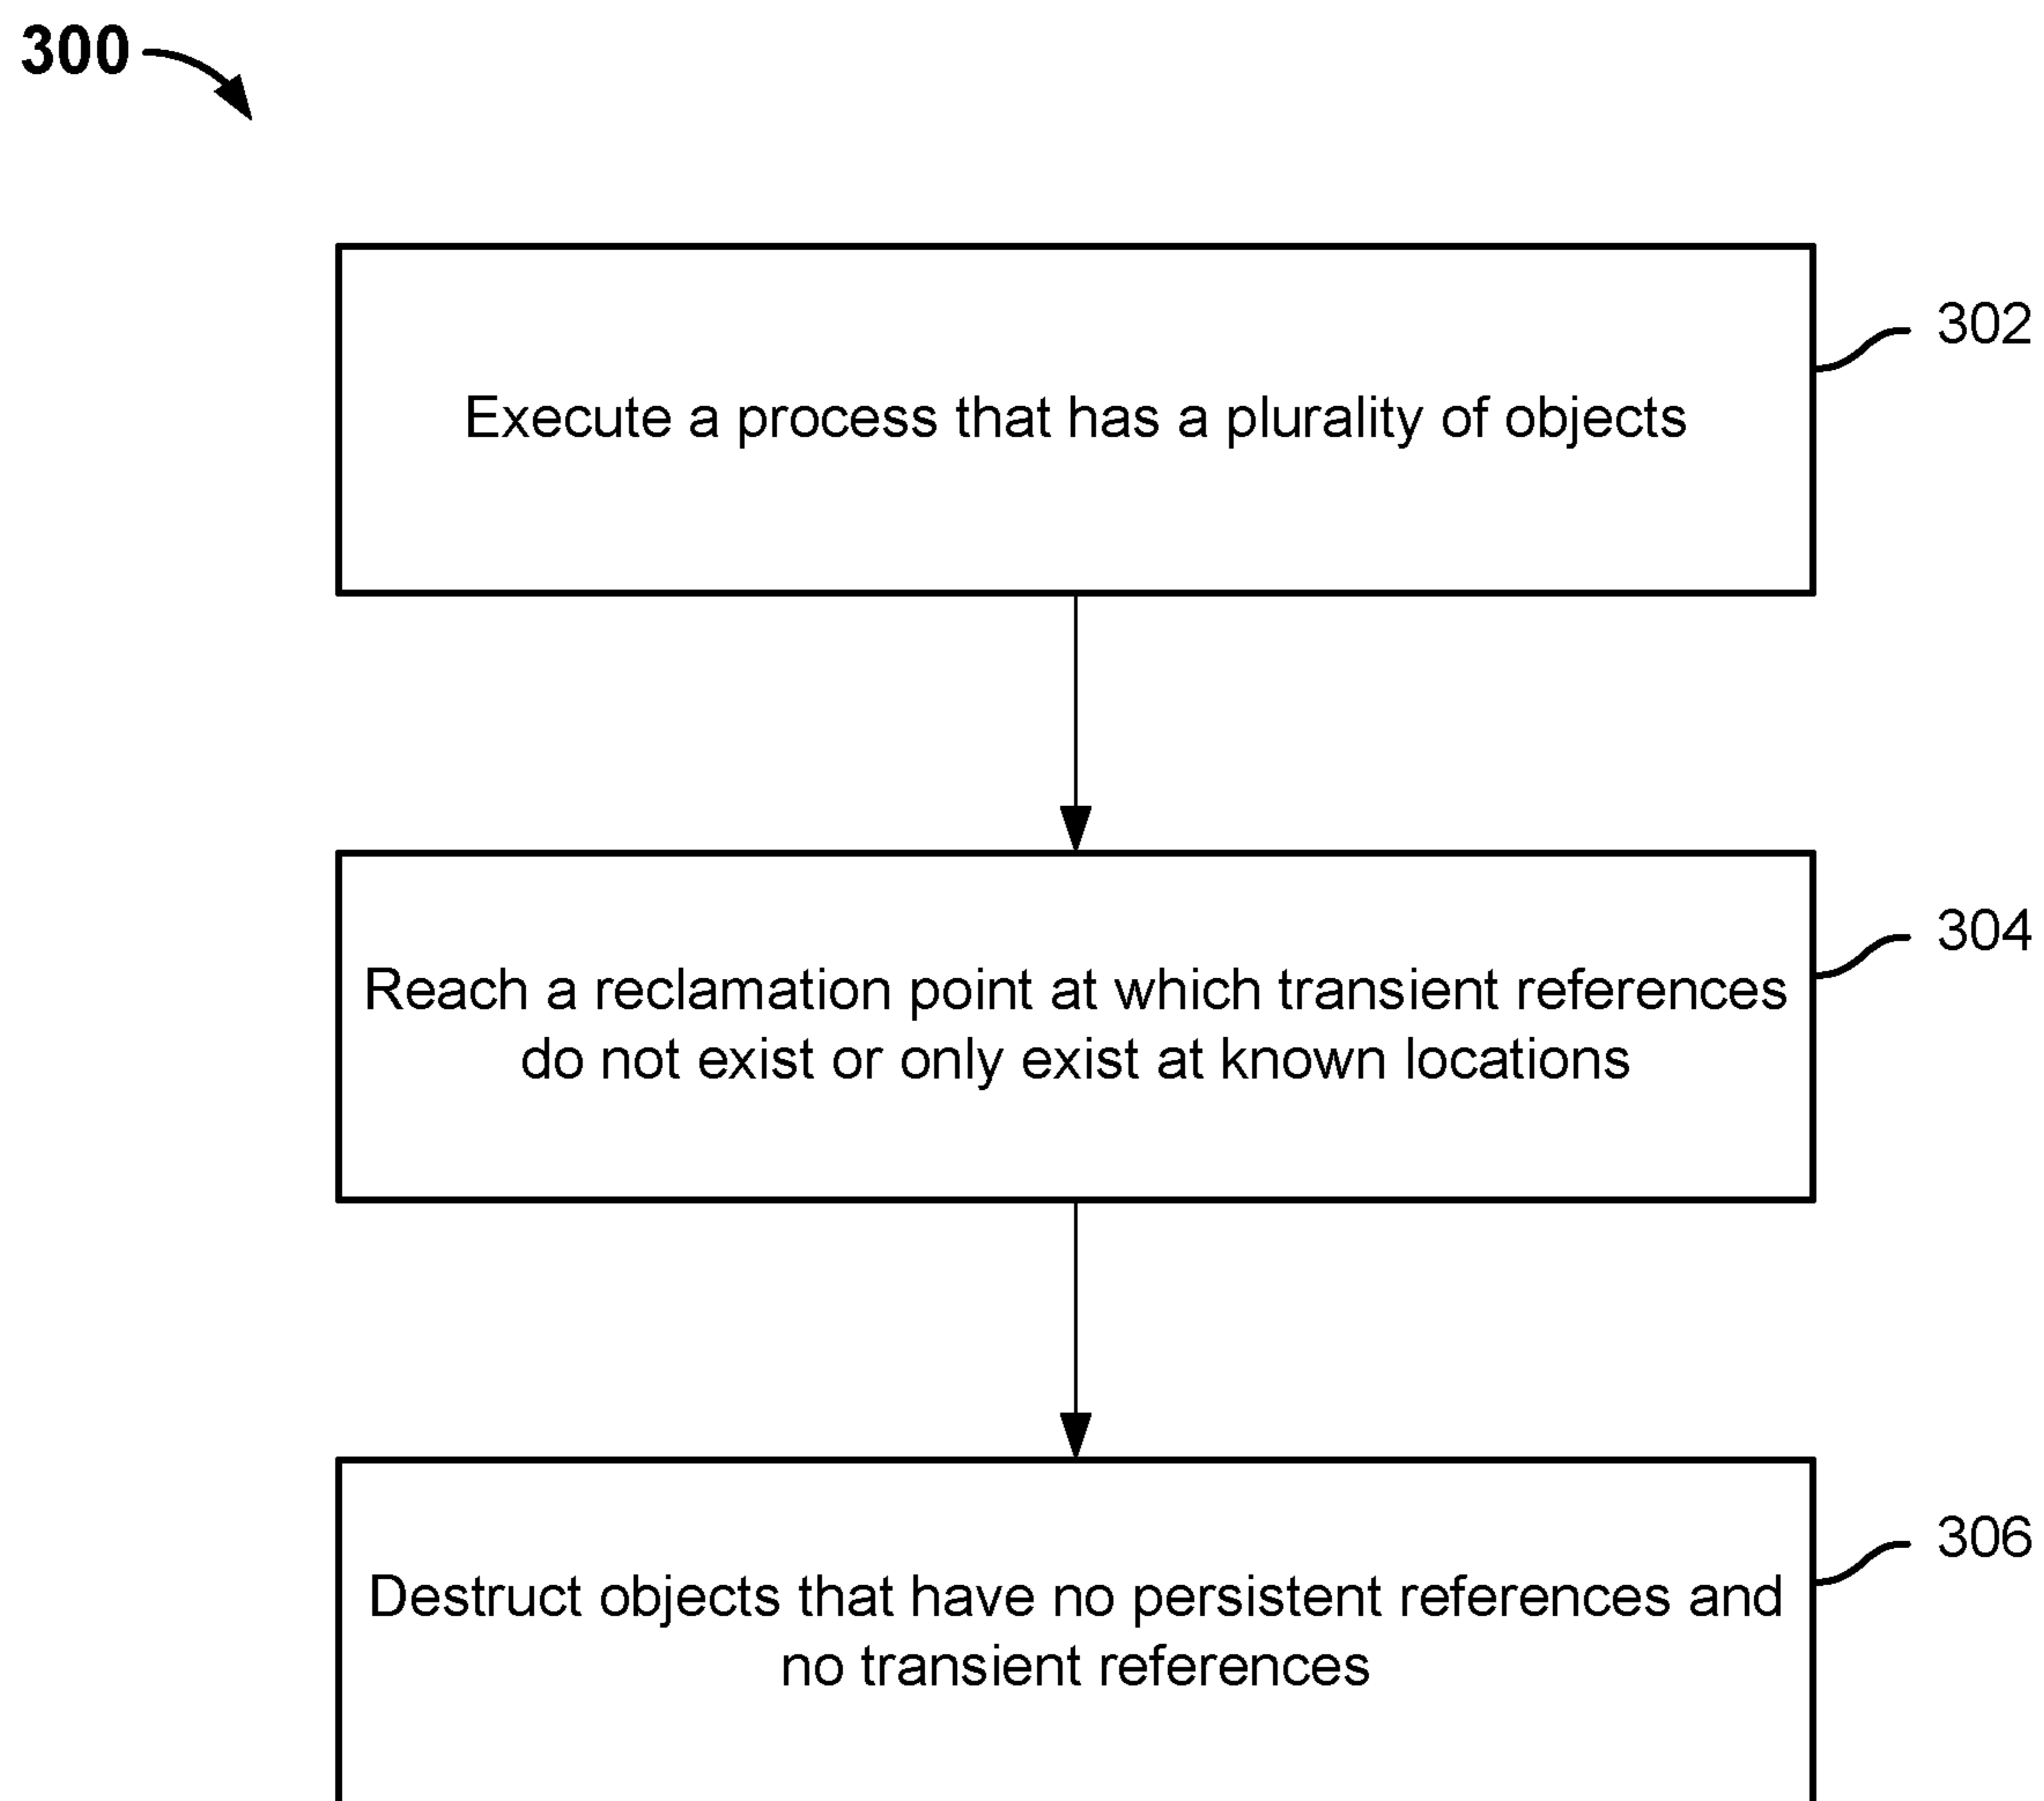 300
302
Execute a process that has a plurality of objects
304
Reach a reclamation point at which transient references
do not exist or only exist at known locations
306
Destruct objects that have no persistent references and
no transient references